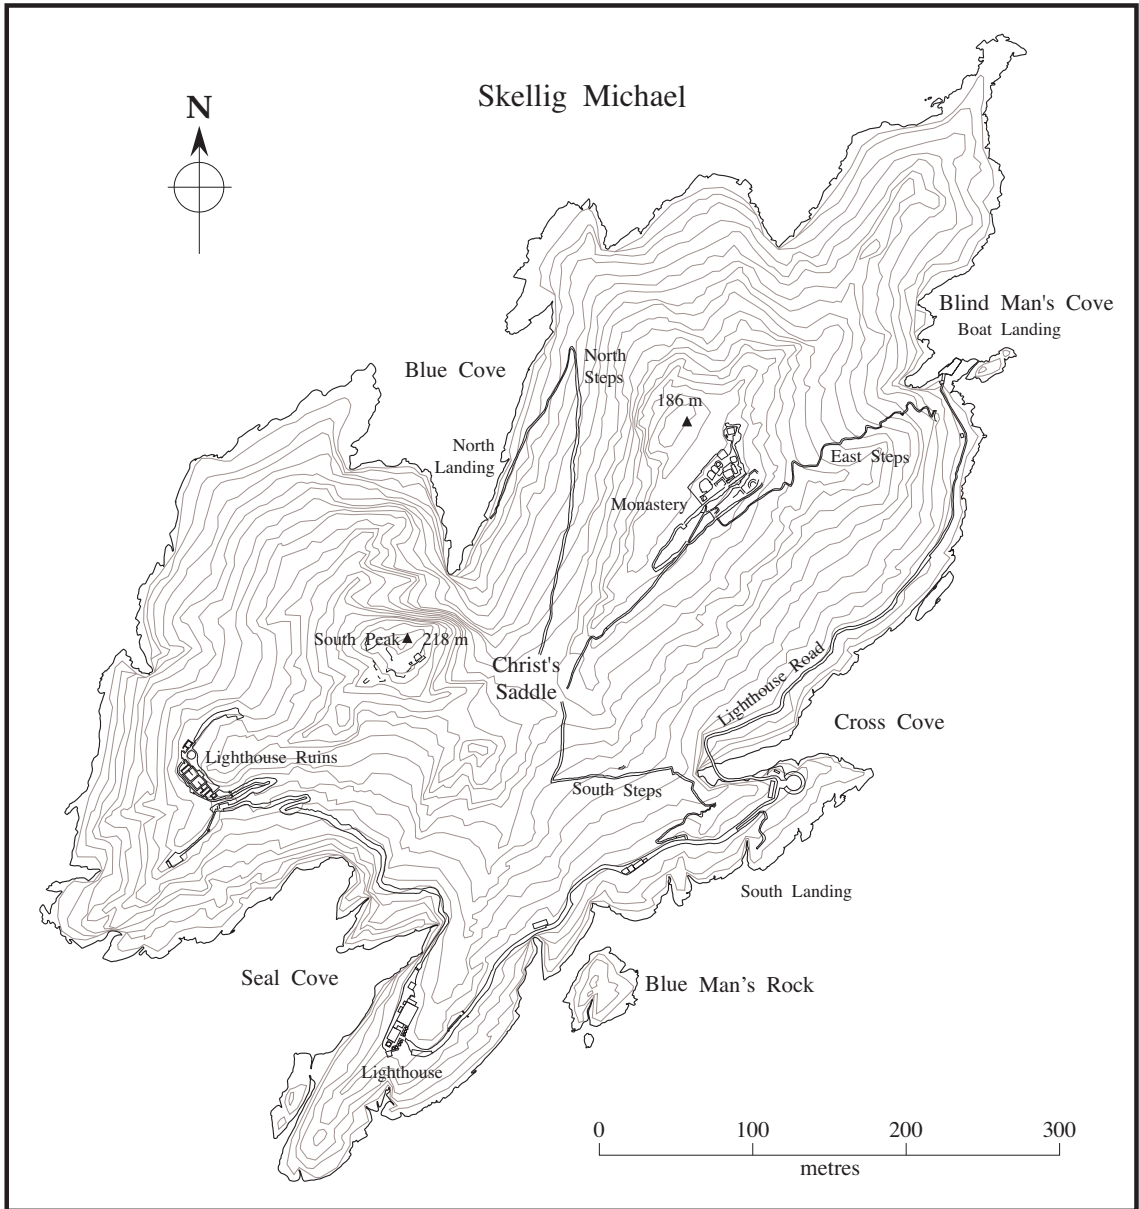 Skellig Michael
N
Blind Man's Cove
Boat Landing
North
Steps
Blue Cove
186 m
North
Landing
East Steps
Monastery
South Peak
218 m
Christ's
Saddle
Lighthouse Road
Cross Cove
Lighthouse Ruins
South Steps
South Landing
Seal Cove
Blue Man's Rock
Lighthouse
0 100 200 300
metres